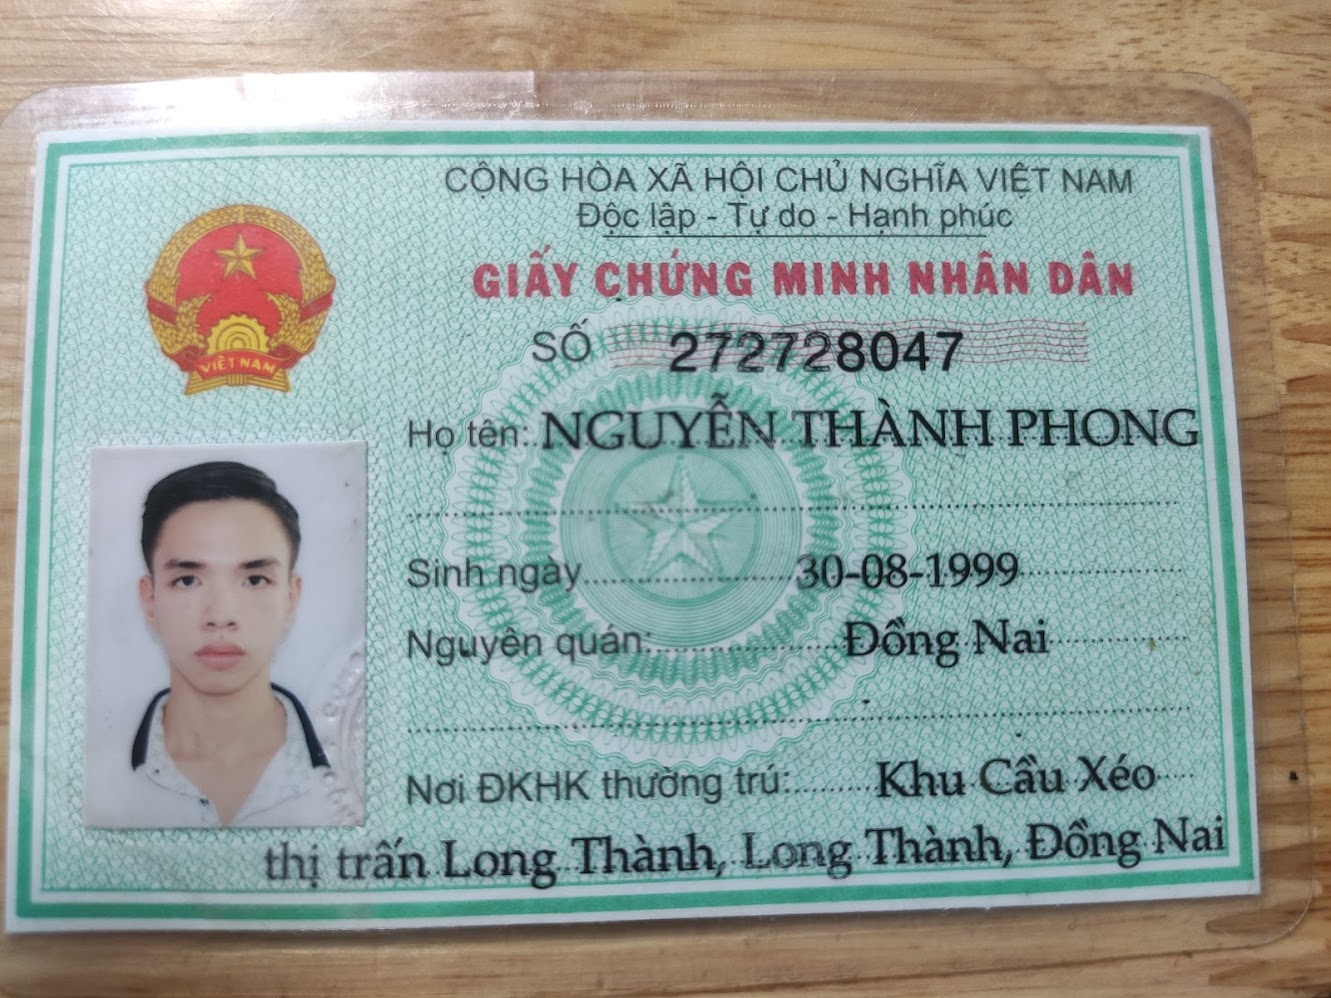 CỘNG HÒA XÃ HỘI CHỦ NGHĨA VIỆT NAM
Độc lập - Tự do - Hạnh phúc
GIẤY CHỨNG MINH NHÂN DÂN
SỐ 272728047
VIỆT NAM
Họ tên: NGUYỄN THÀNH PHONG
Sinh ngày 30-08-1999
Nguyên quán: Đồng Nai
Nơi ĐKHK thường trú: Khu Cầu Xéo
thị trấn Long Thành, Long Thành, Đồng Nai